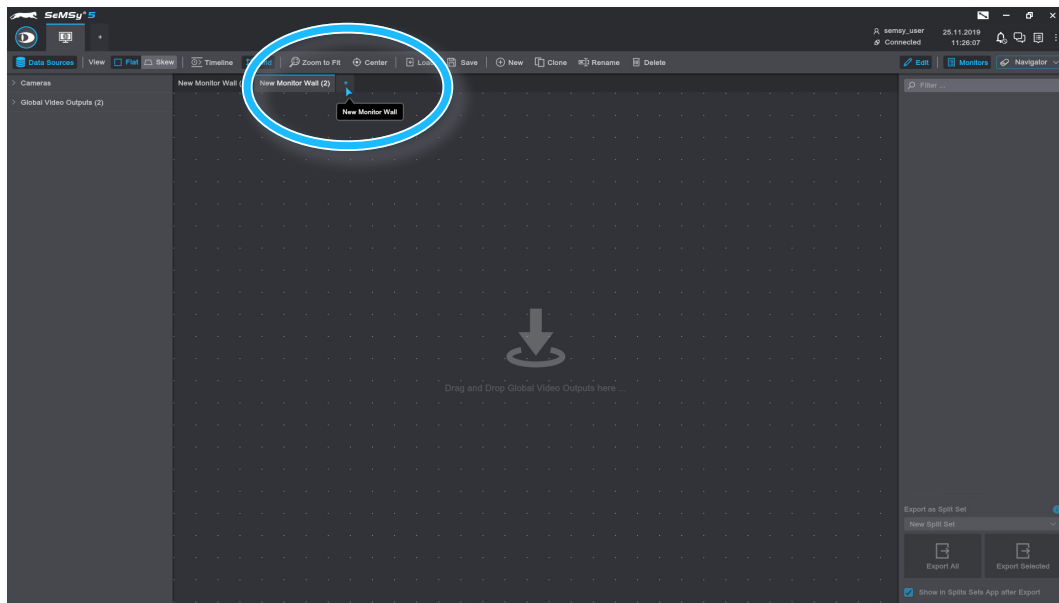 SeMSy®5
semsy_user 25.11.2019
Connected 11:26:07
Data Sources View Flat Skew Timeline Zoom to Fit Center Save New Clone Rename Delete Edit Monitors Navigator
Cameras New Monitor Wall New Monitor Wall (2) Filter ...
Global Video Outputs (2)
New Monitor Wall
Drag and Drop Global Video Outputs here ...
Export as Split Set
New Split Set
Export All Export Selected
Show in Splits Sets App after Export